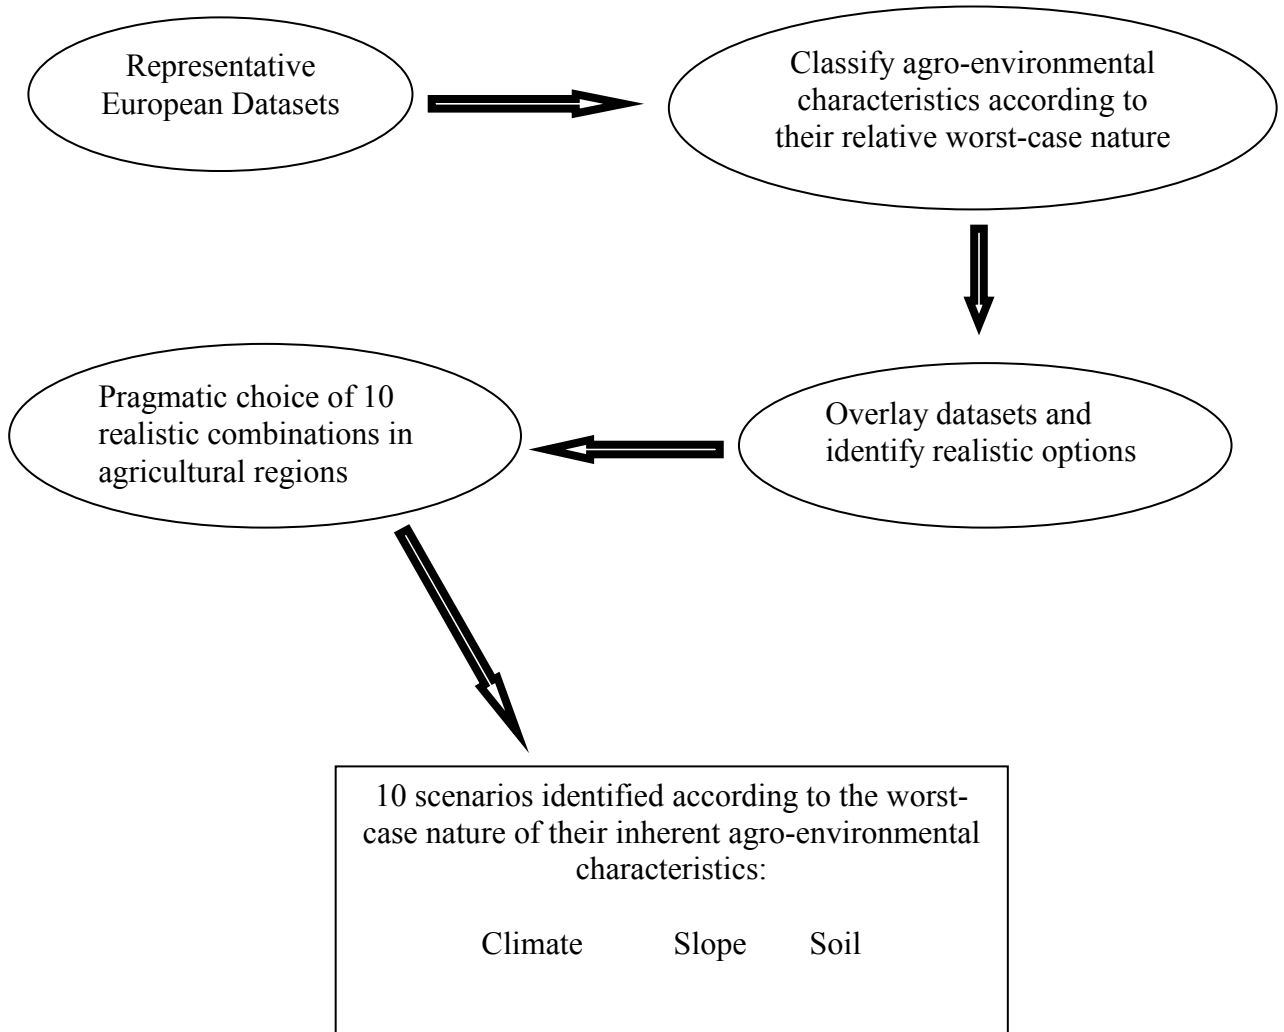 Representative
European Datasets
Classify agro-environmental
characteristics according to
their relative worst-case nature
Overlay datasets and
identify realistic options
Pragmatic choice of 10
realistic combinations in
agricultural regions
10 scenarios identified according to the worst-
case nature of their inherent agro-environmental
characteristics:
Climate Slope Soil